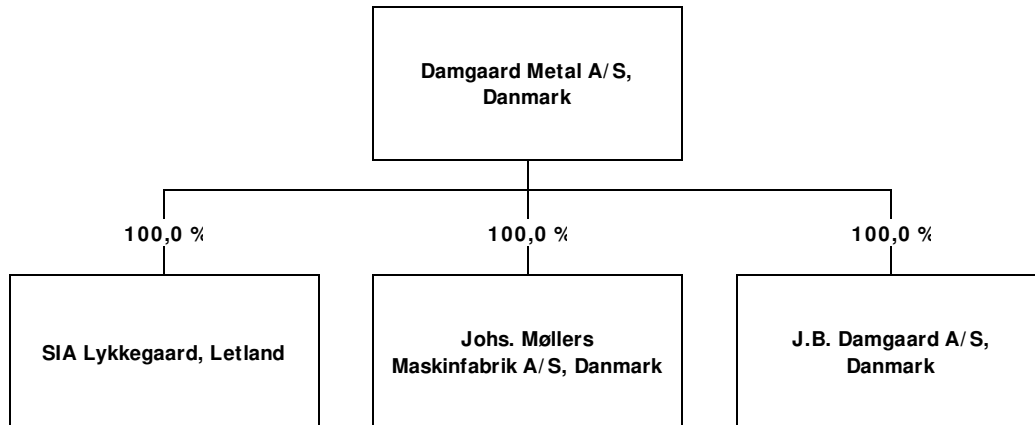 Damgaard Metal A/S,
Danmark
100,0 %
100,0 %
100,0 %
SIA Lykkegaard, Letland
Johs. Møllers
Maskinfabrik A/S, Danmark
J.B. Damgaard A/S,
Danmark